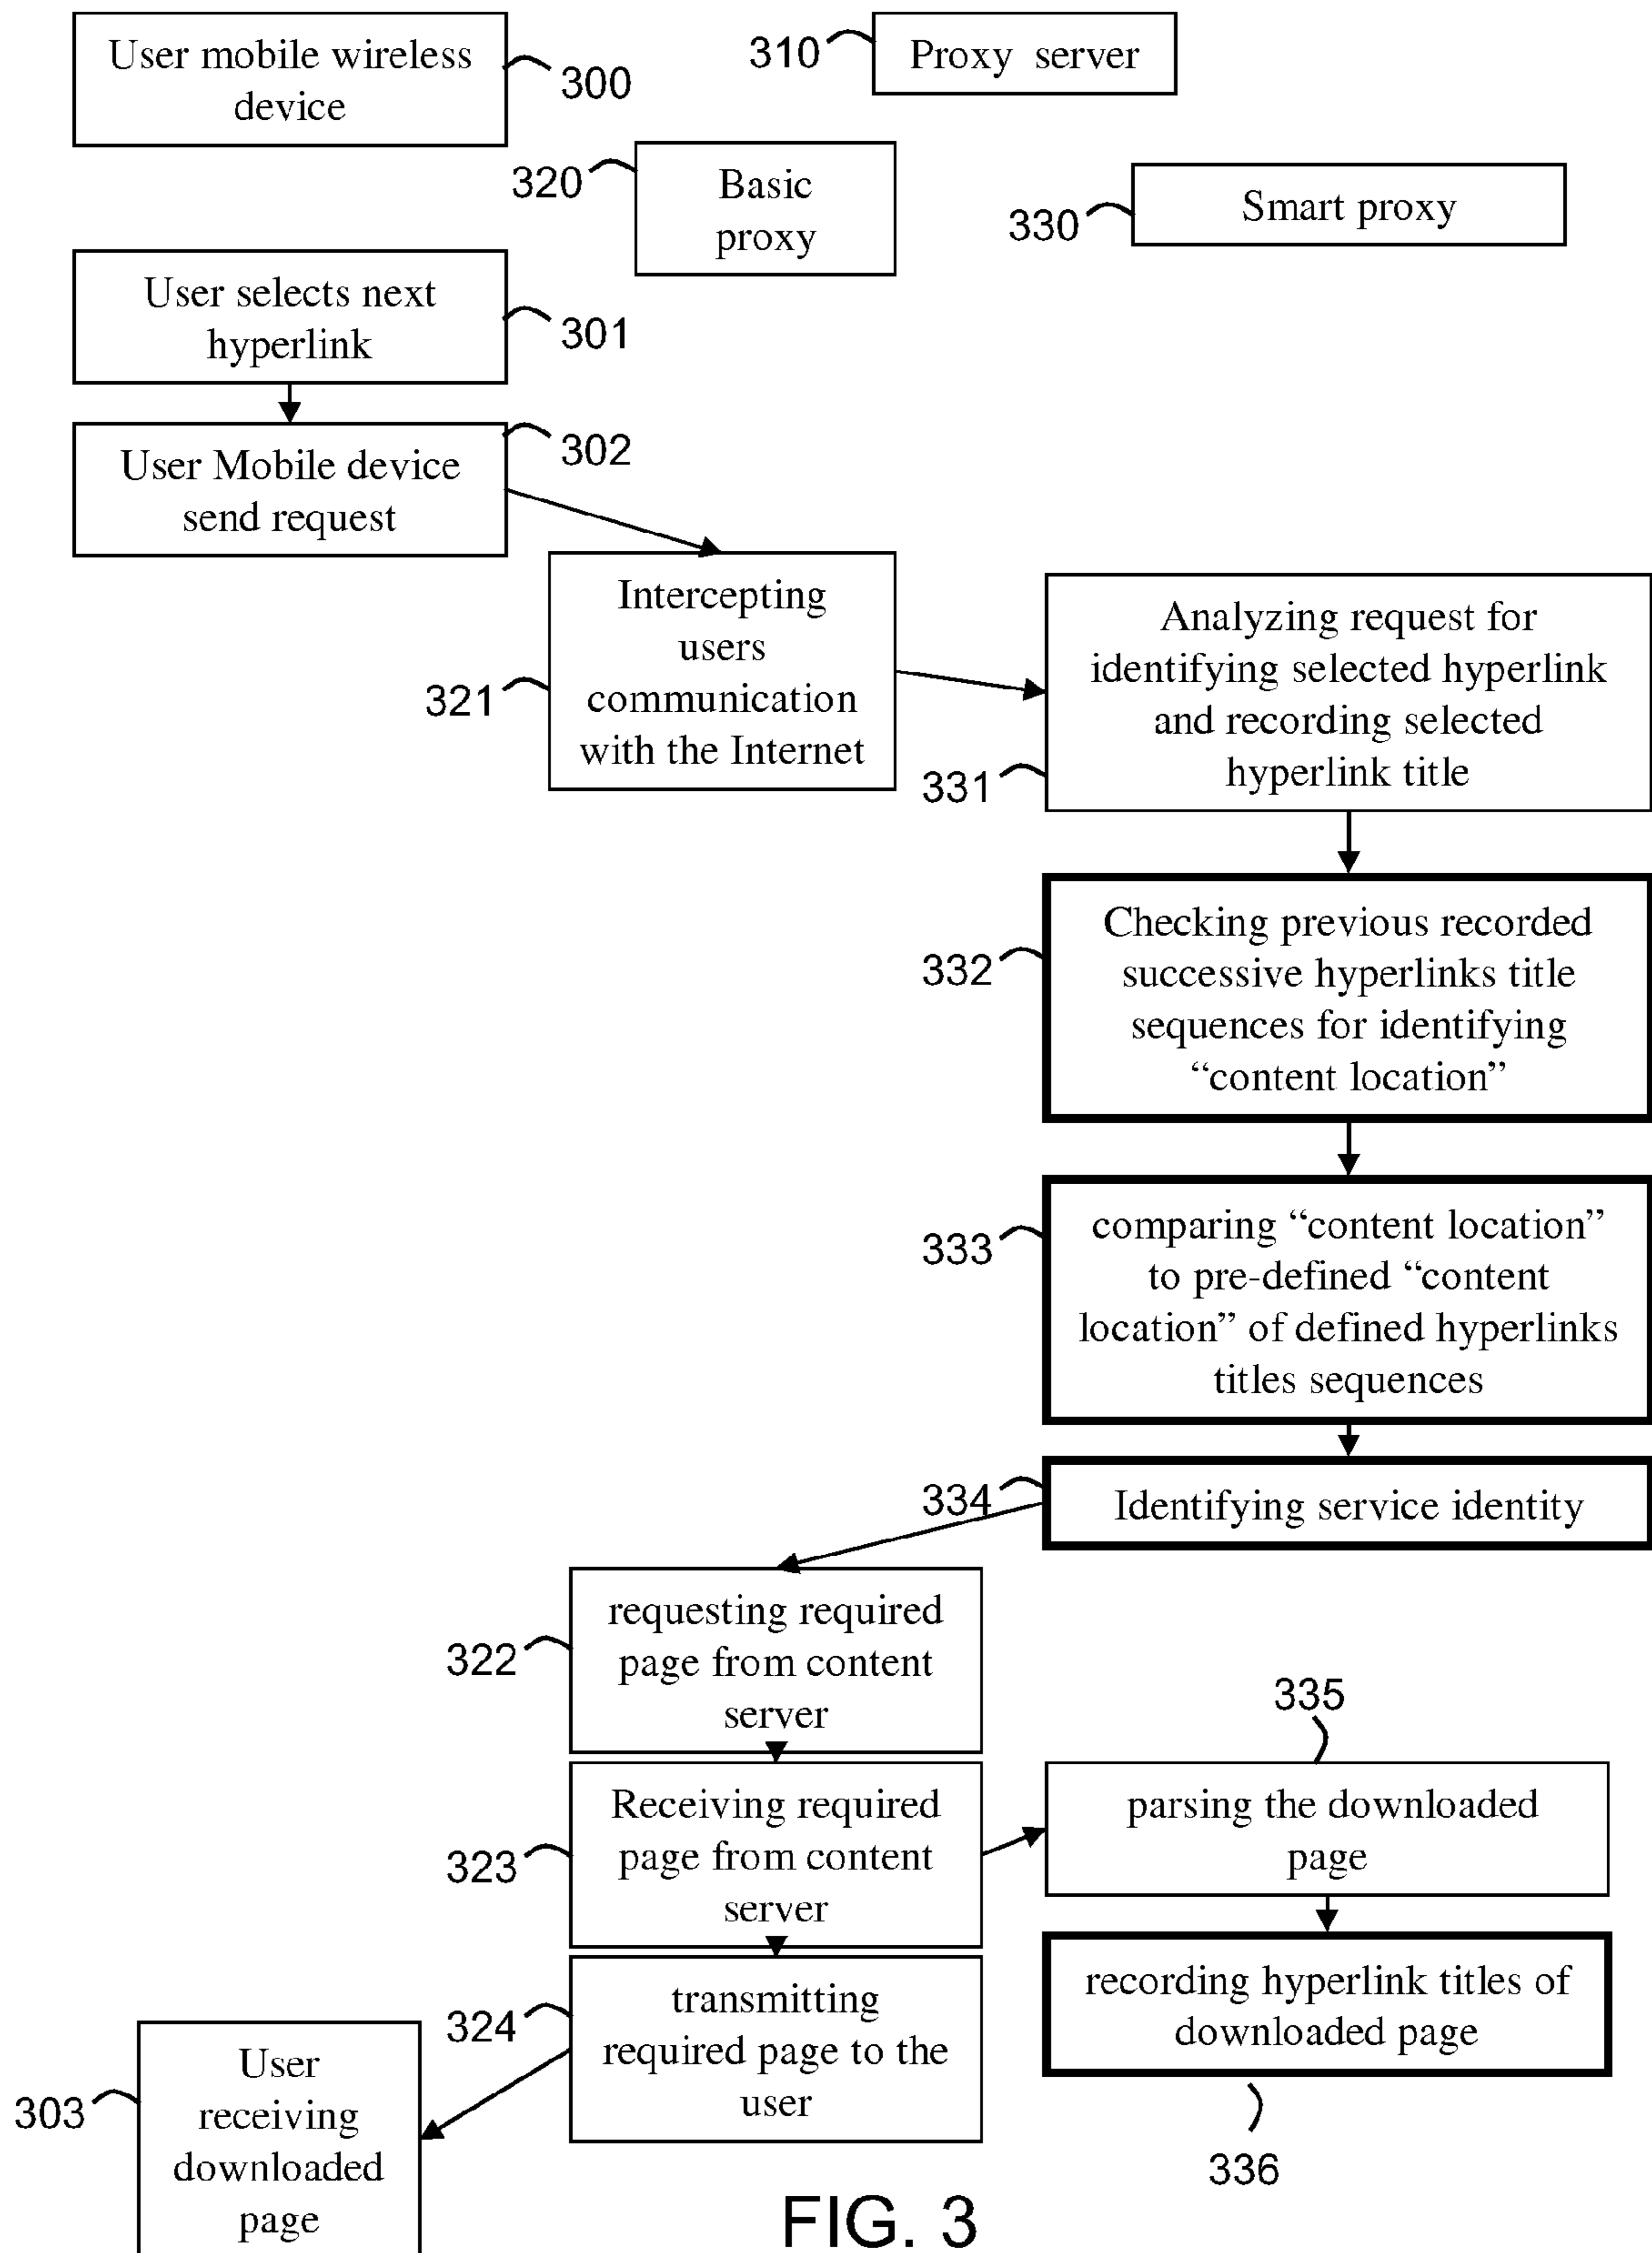 User mobile wireless
device
300
310
Proxy server
320
Basic
proxy
330
Smart proxy
User selects next
hyperlink
301
User Mobile device
send request
302
Intercepting
users
communication
with the Internet
321
Analyzing request for
identifying selected hyperlink
and recording selected
hyperlink title
331
Checking previous recorded
successive hyperlinks title
sequences for identifying
“content location”
332
comparing “content location”
to pre-defined “content
location” of defined hyperlinks
titles sequences
333
334
Identifying service identity
requesting required
page from content
server
322
335
Receiving required
page from content
server
323
parsing the downloaded
page
transmitting
required page to the
user
324
recording hyperlink titles of
downloaded page
336
User
receiving
downloaded
page
303
FIG. 3